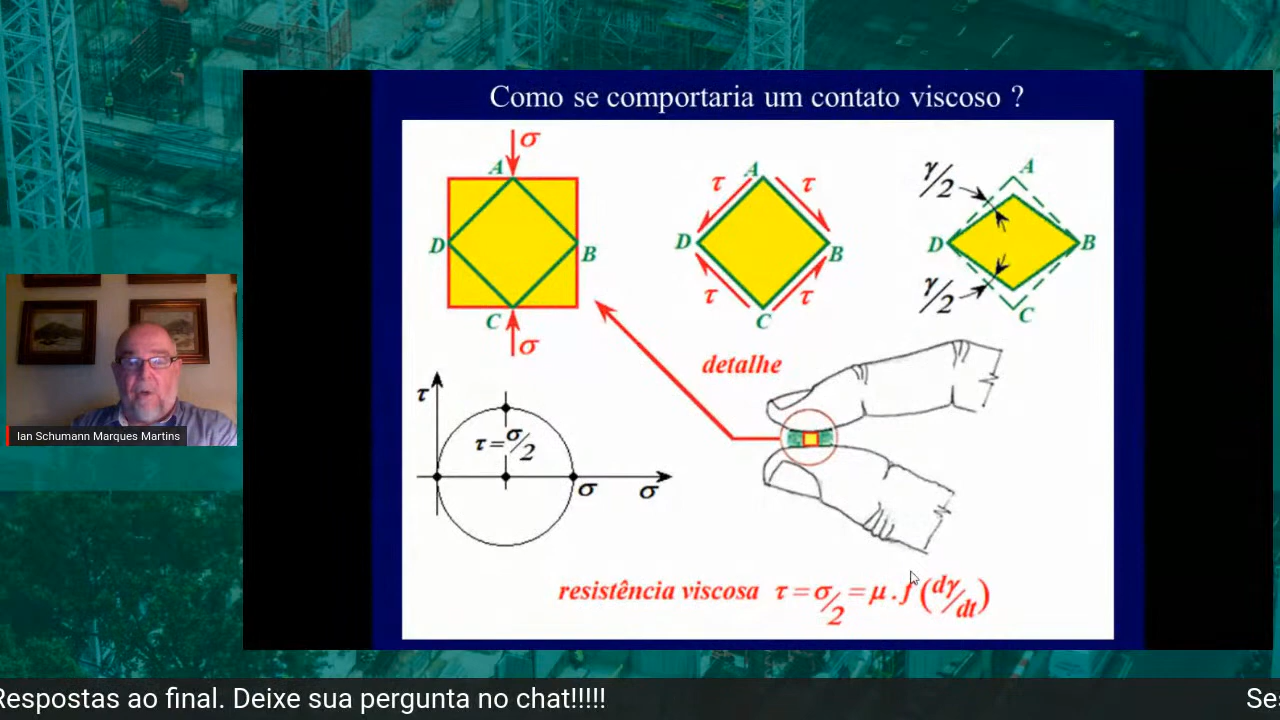 Como se comportaria um contato viscoso ?
σ
A
D
B
C
σ
A
τ
τ
D
B
τ
τ
C
γ/2
A
D
B
γ/2
C
detalhe
τ
τ=σ/2
σ
σ
resistência viscosa τ = σ/2 = μ . f (dγ/dt)
Ian Schumann Marques Martins
Respostas ao final. Deixe sua pergunta no chat!!!!!
Se